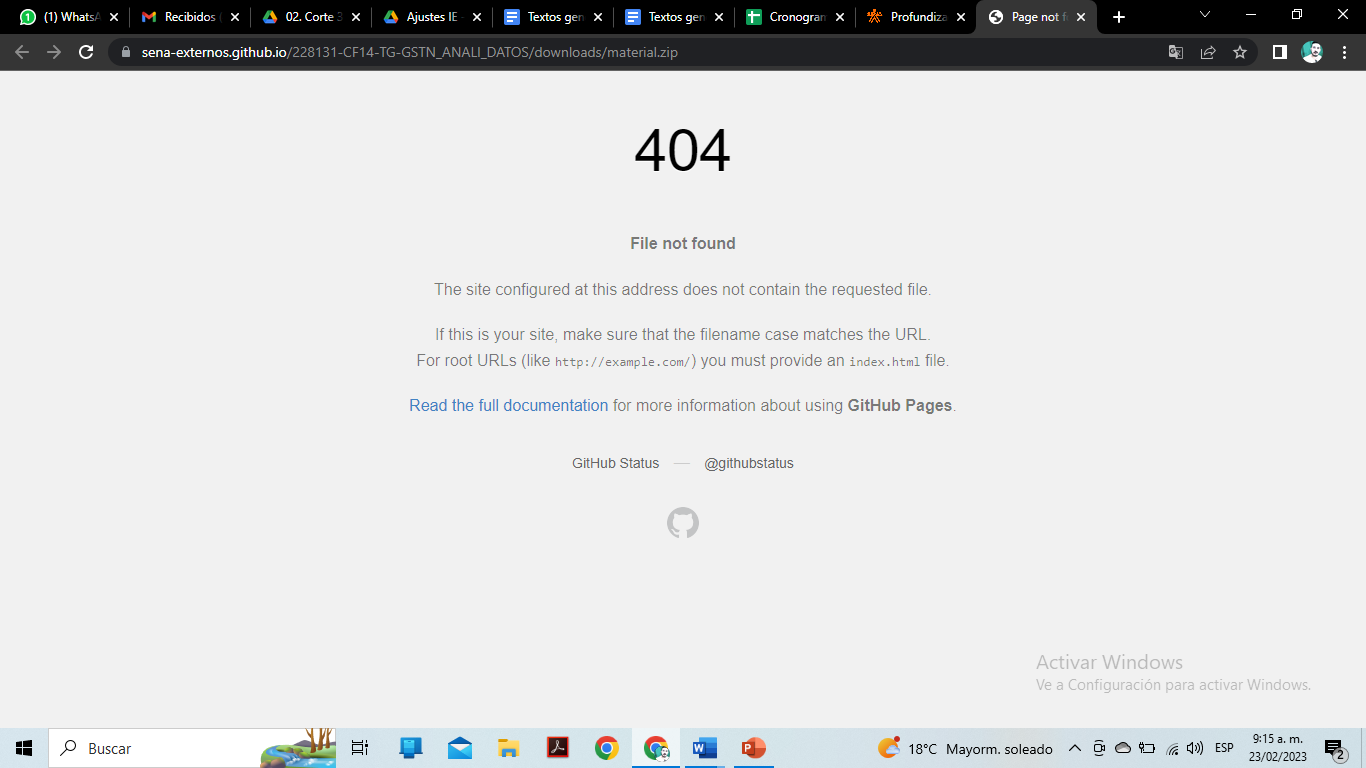 (1) WhatsA
Recibidos (
02. Corte 3
Ajustes IE
Textos gen
Textos gen
Cronogran
Profundiza
Page not f
sena-externos.github.io/228131-CF14-TG-GSTN_ANALI_DATOS/downloads/material.zip
404
File not found
The site configured at this address does not contain the requested file.
If this is your site, make sure that the filename case matches the URL.
For root URLs (like http://example.com/) you must provide an index.html file.
Read the full documentation for more information about using GitHub Pages.
GitHub Status — @githubstatus
Activar Windows
Ve a Configuración para activar Windows.
Buscar
18°C Mayorm. soleado
ESP
9:15 a. m.
23/02/2023
2